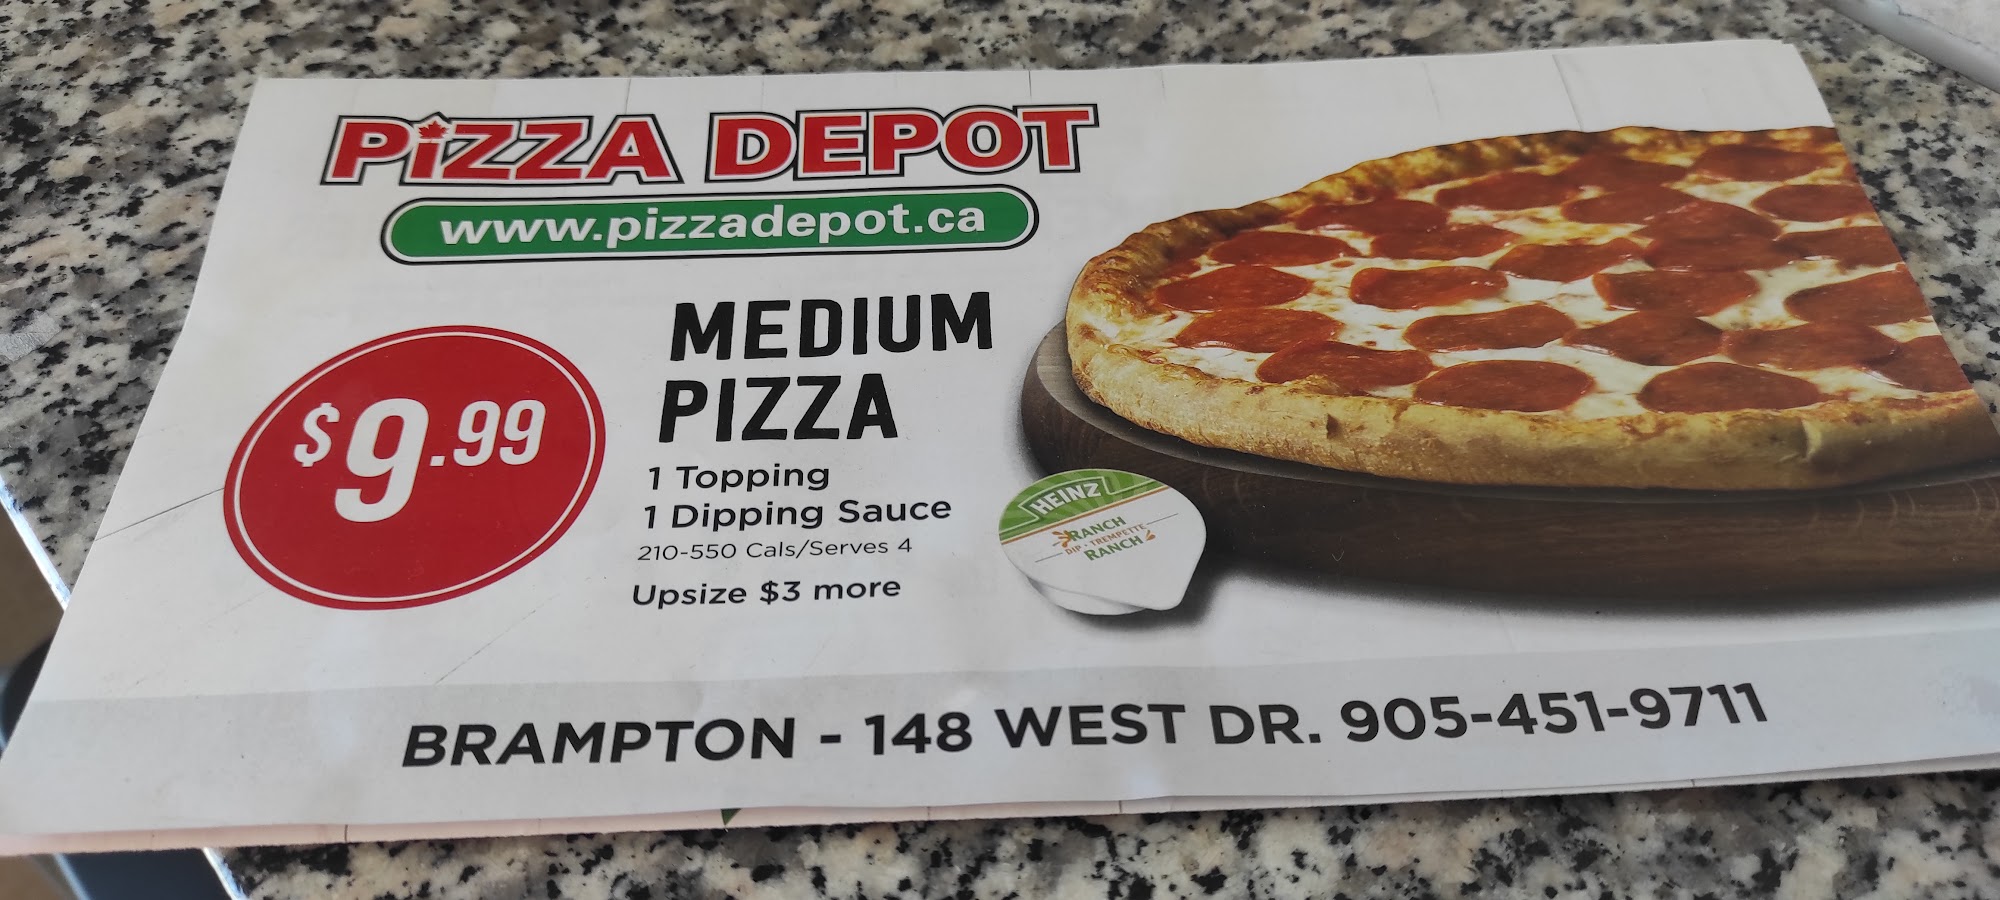 PiZZA DEPOT
www.pizzadepot.ca
$9.99
MEDIUM
PIZZA
1 Topping
1 Dipping Sauce
210-550 Cals/Serves 4
Upsize $3 more
HEINZ
RANCH
DIP · TREMPETTE
RANCH
BRAMPTON - 148 WEST DR. 905-451-9711